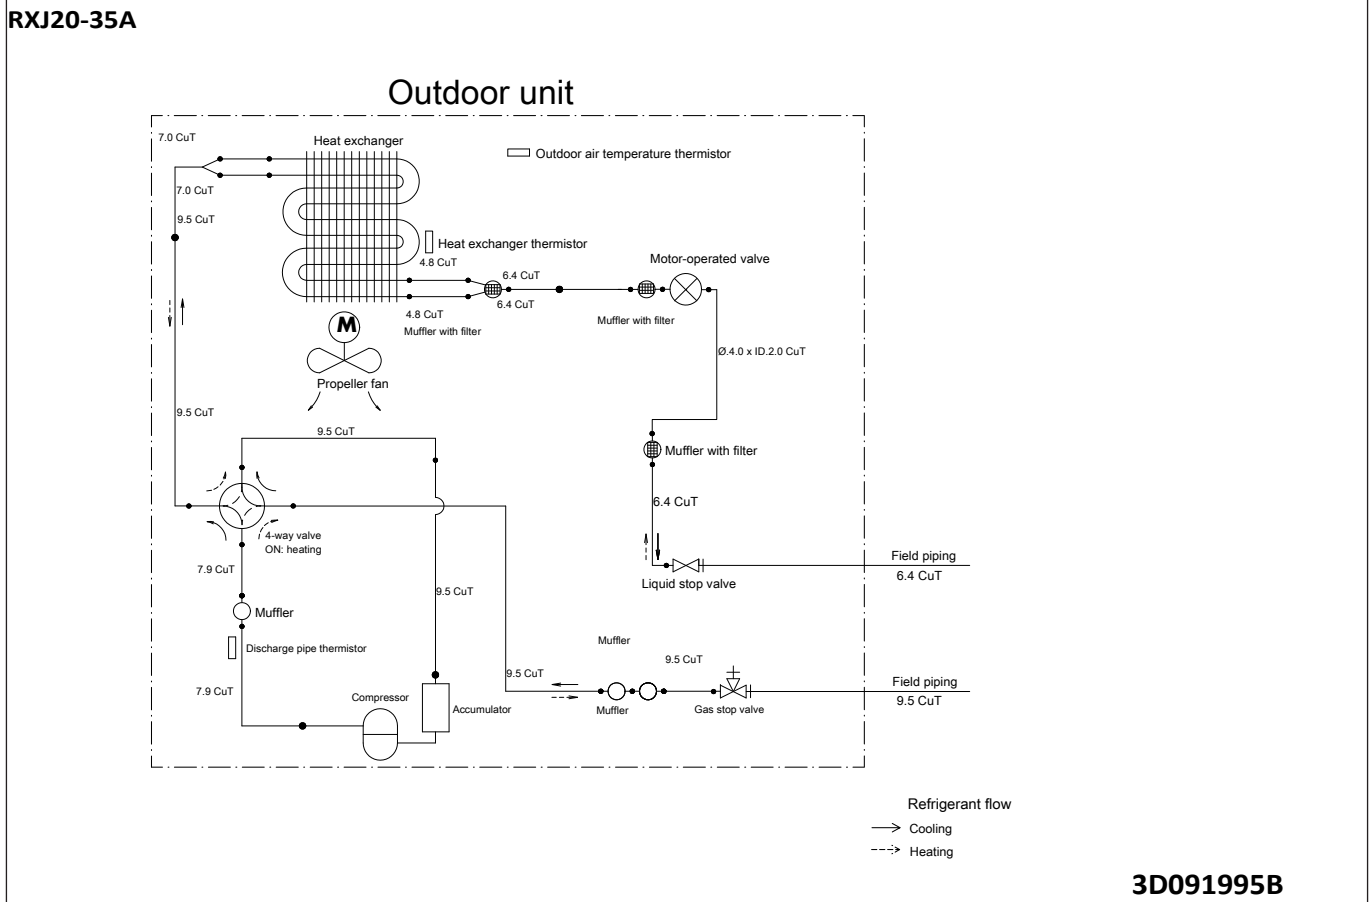 RXJ20-35A
Outdoor unit
7.0 CuT
Heat exchanger
Outdoor air temperature thermistor
7.0 CuT
9.5 CuT
Heat exchanger thermistor
4.8 CuT
Motor-operated valve
6.4 CuT
6.4 CuT
4.8 CuT
Muffler with filter
Muffler with filter
M
Ø.4.0 x ID.2.0 CuT
Propeller fan
9.5 CuT
9.5 CuT
Muffler with filter
6.4 CuT
4-way valve
ON: heating
Field piping
6.4 CuT
7.9 CuT
Liquid stop valve
9.5 CuT
Muffler
Discharge pipe thermistor
Muffler
9.5 CuT
9.5 CuT
Field piping
9.5 CuT
7.9 CuT
Compressor
Accumulator
Muffler
Gas stop valve
Refrigerant flow
Cooling
Heating
3D091995B